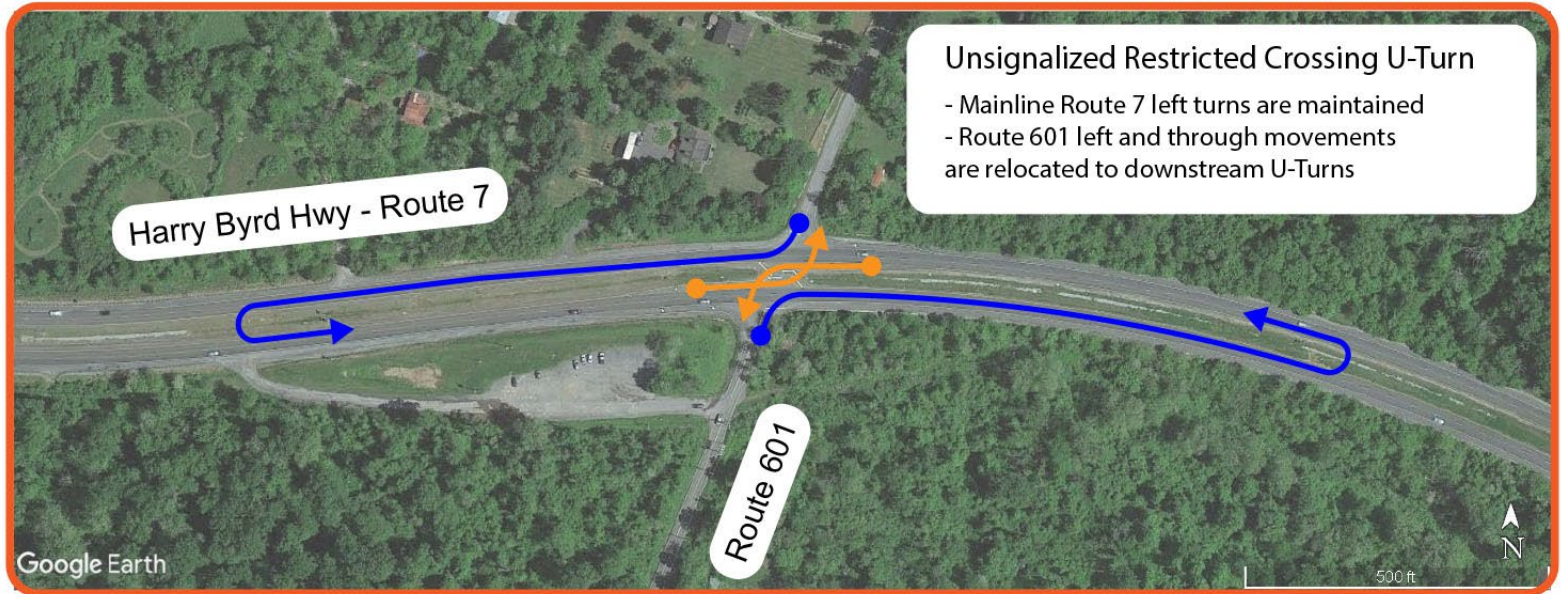 Unsignalized Restricted Crossing U-Turn
- Mainline Route 7 left turns are maintained
- Route 601 left and through movements
are relocated to downstream U-Turns
Harry Byrd Hwy - Route 7
Route 601
Google Earth
N
500 ft